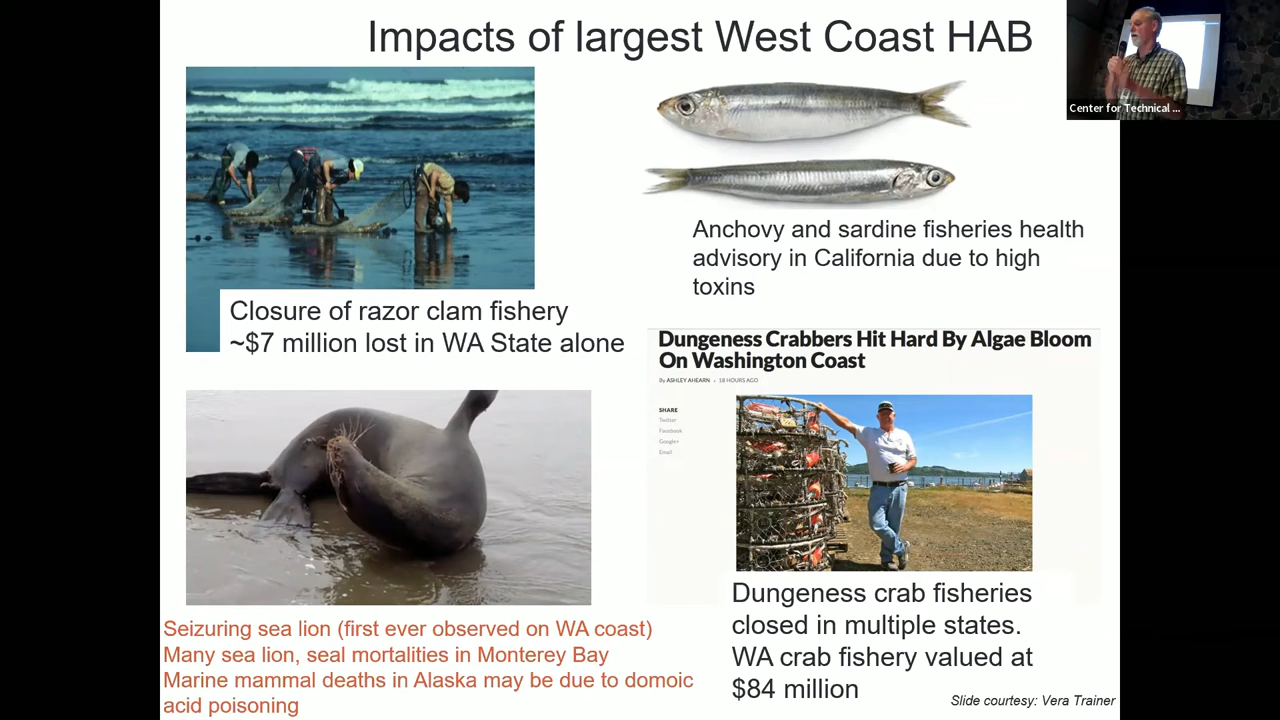 Impacts of largest West Coast HAB
Center for Technical ...
Closure of razor clam fishery
~$7 million lost in WA State alone
Anchovy and sardine fisheries health
advisory in California due to high
toxins
Dungeness Crabbers Hit Hard By Algae Bloom
On Washington Coast
By ASHLEY AHEARN • 18 HOURS AGO
SHARE
Twitter
Facebook
Google+
Email
Seizuring sea lion (first ever observed on WA coast)
Many sea lion, seal mortalities in Monterey Bay
Marine mammal deaths in Alaska may be due to domoic
acid poisoning
Dungeness crab fisheries
closed in multiple states.
WA crab fishery valued at
$84 million
Slide courtesy: Vera Trainer